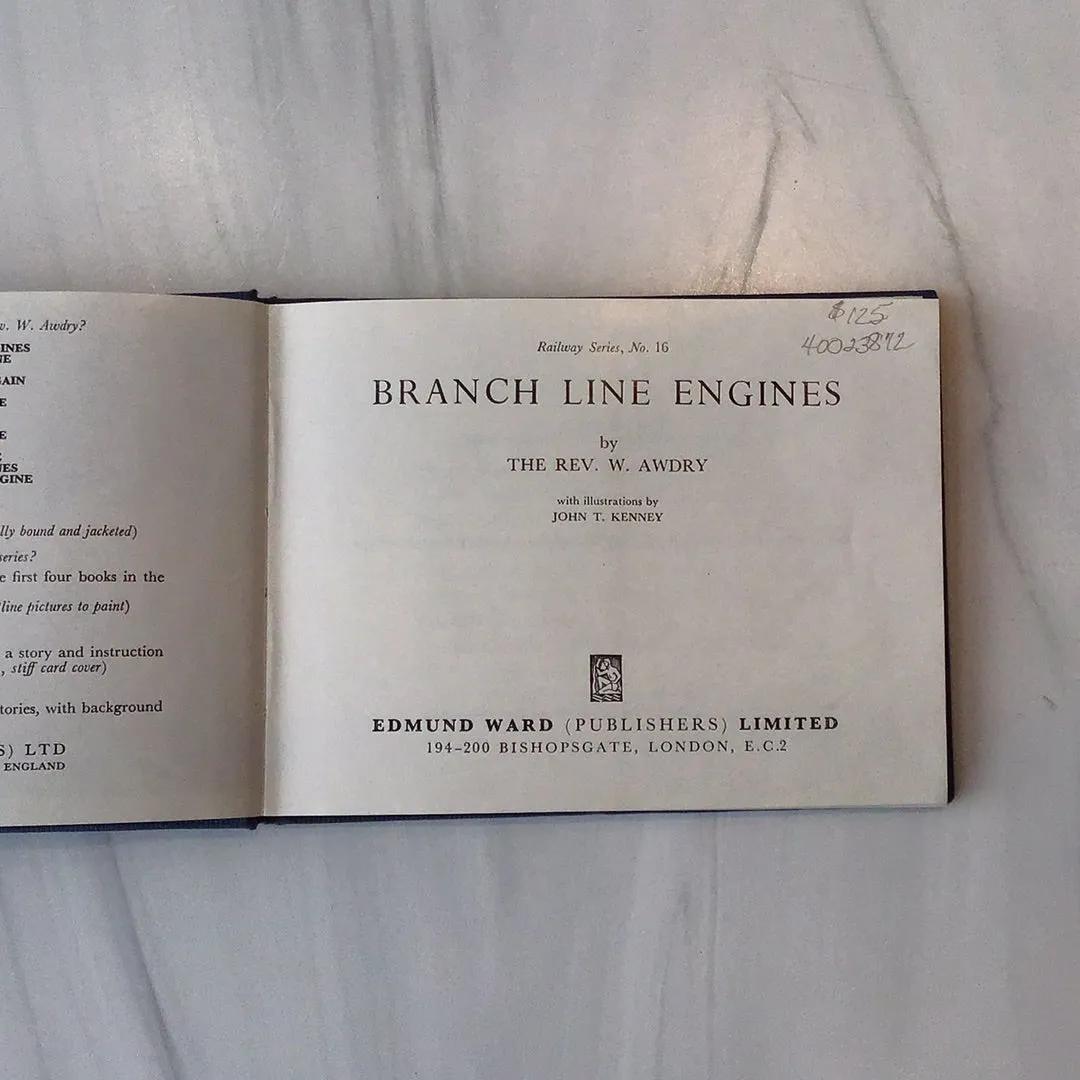 w. W. Awdry?
INES
NE
AIN
E
E
E
ES
GINE
lly bound and jacketed)
series?
e first four books in the
line pictures to paint)
a story and instruction
, stiff card cover)
tories, with background
S) LTD
ENGLAND
$125
40023872
Railway Series, No. 16
BRANCH LINE ENGINES
by
THE REV. W. AWDRY
with illustrations by
JOHN T. KENNEY
EDMUND WARD (PUBLISHERS) LIMITED
194–200 BISHOPSGATE, LONDON, E.C.2